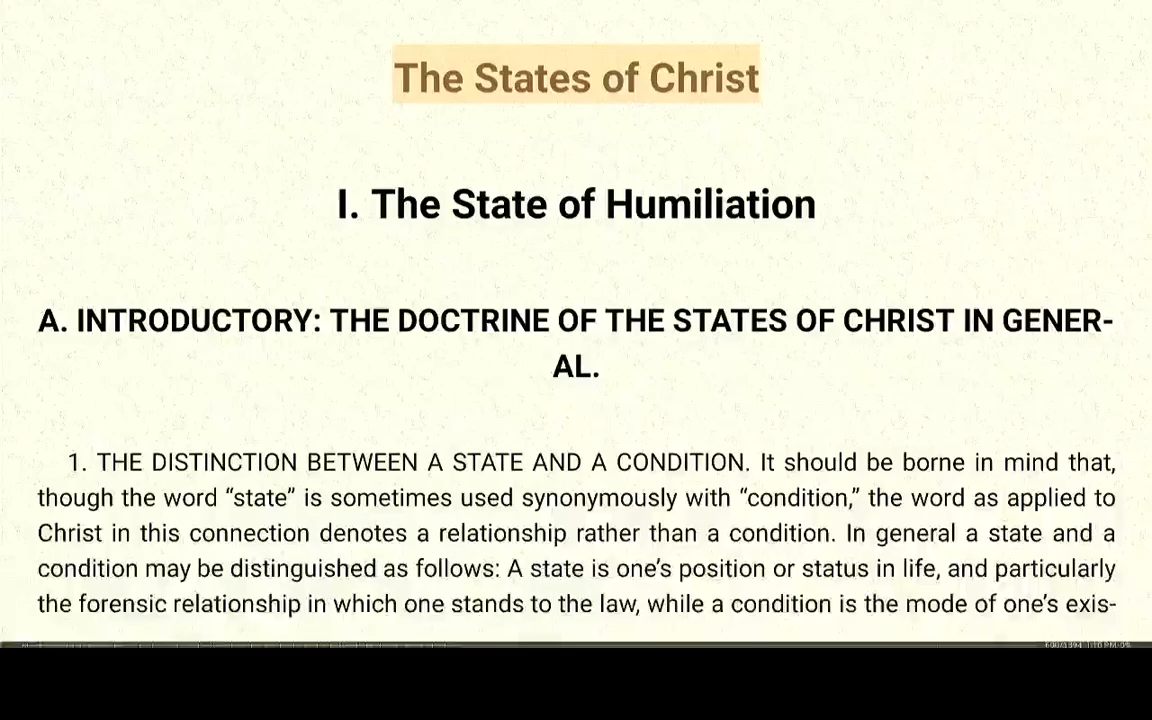 The States of Christ
I. The State of Humiliation
A. INTRODUCTORY: THE DOCTRINE OF THE STATES OF CHRIST IN GENER-
AL.
1. THE DISTINCTION BETWEEN A STATE AND A CONDITION. It should be borne in mind that,
though the word “state” is sometimes used synonymously with “condition,” the word as applied to
Christ in this connection denotes a relationship rather than a condition. In general a state and a
condition may be distinguished as follows: A state is one’s position or status in life, and particularly
the forensic relationship in which one stands to the law, while a condition is the mode of one’s exis-